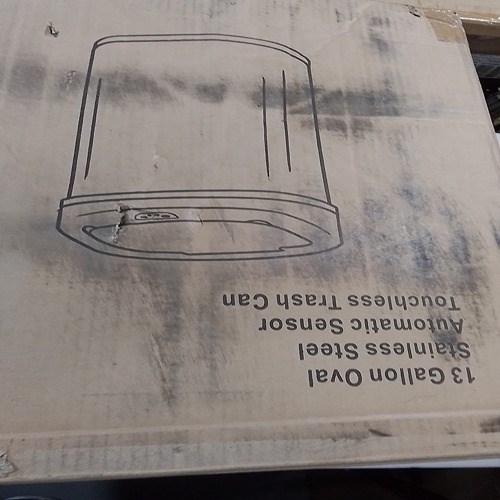 13 Gallon Oval
Stainless Steel
Automatic Sensor
Touchless Trash Can